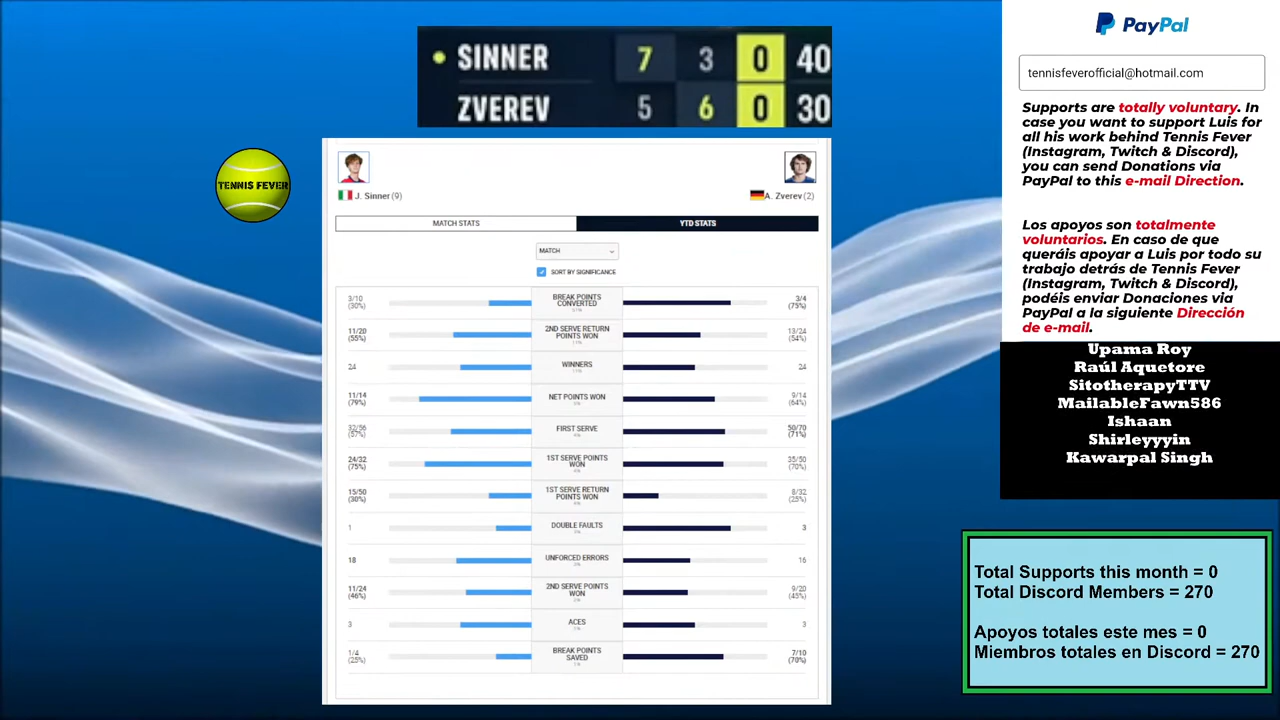 SINNER 7 3 0 40
ZVEREV 5 6 0 30
TENNIS FEVER
J. Sinner (9)
A. Zverev (2)
MATCH STATS
YTD STATS
MATCH
SORT BY SIGNIFICANCE
3/10
(30%)
BREAK POINTS
CONVERTED
3/4
(75%)
11/20
(55%)
2ND SERVE RETURN
POINTS WON
13/24
(54%)
24
WINNERS
24
11/14
(79%)
NET POINTS WON
9/14
(64%)
32/56
(57%)
FIRST SERVE
50/70
(71%)
24/32
(75%)
1ST SERVE POINTS
WON
35/50
(70%)
15/50
(30%)
1ST SERVE RETURN
POINTS WON
8/32
(25%)
1
DOUBLE FAULTS
3
18
UNFORCED ERRORS
16
11/24
(46%)
2ND SERVE POINTS
WON
9/20
(45%)
3
ACES
3
1/4
(25%)
BREAK POINTS
SAVED
7/10
(70%)
PayPal
tennisfeverofficial@hotmail.com
Supports are totally voluntary. In
case you want to support Luis for
all his work behind Tennis Fever
(Instagram, Twitch & Discord),
you can send Donations via
PayPal to this e-mail Direction.
Los apoyos son totalmente
voluntarios. En caso de que
queráis apoyar a Luis por todo su
trabajo detrás de Tennis Fever
(Instagram, Twitch & Discord),
podéis enviar Donaciones via
PayPal a la siguiente Dirección
de e-mail.
Upama Roy
Raúl Aquetore
SitotherapyTTV
MailableFawn586
Ishaan
Shirleyyyin
Kawarpal Singh
Total Supports this month = 0
Total Discord Members = 270
Apoyos totales este mes = 0
Miembros totales en Discord = 270